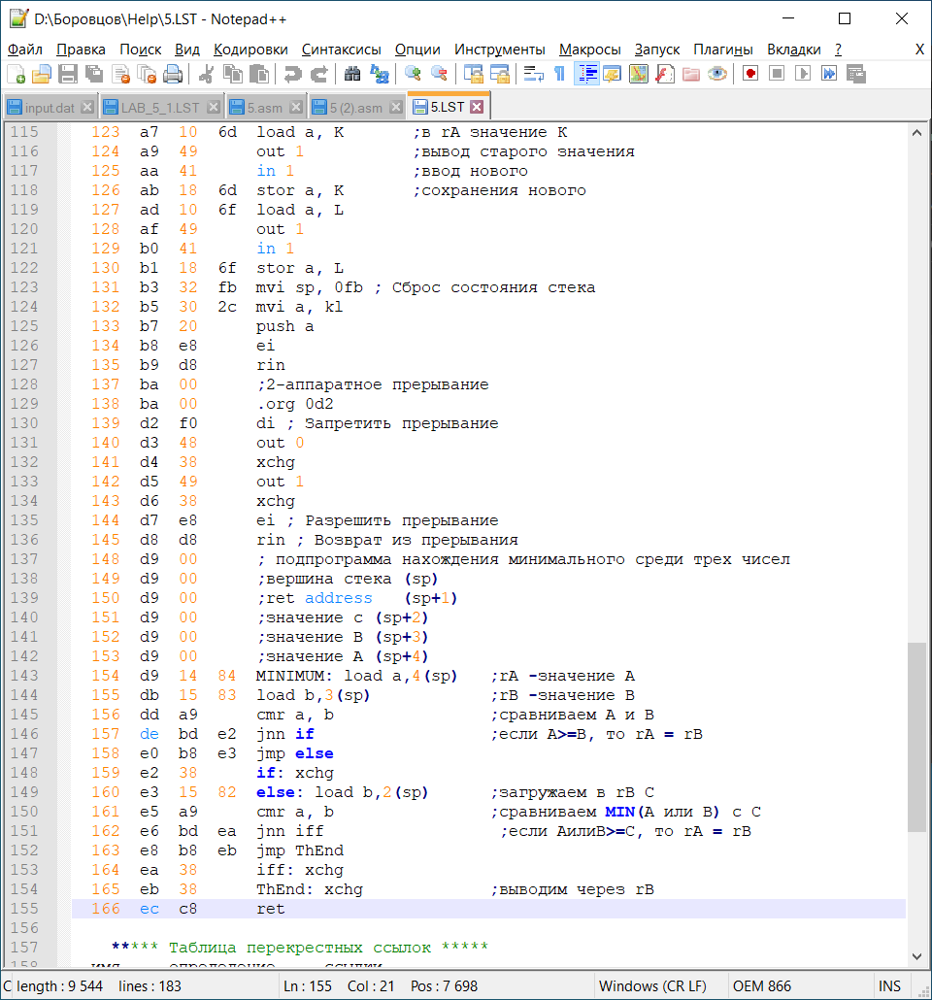 D:\Боровцов\Help\5.LST - Notepad++
Файл Правка Поиск Вид Кодировки Синтаксисы Опции Инструменты Макросы Запуск Плагины Вкладки ? X
input.dat LAB_5_1.LST 5.asm 5 (2).asm 5.LST
115 123 a7 10 6d load a, K ;в rA значение K
116 124 a9 49 out 1 ;вывод старого значения
117 125 aa 41 in 1 ;ввод нового
118 126 ab 18 6d stor a, K ;сохранения нового
119 127 ad 10 6f load a, L
120 128 af 49 out 1
121 129 b0 41 in 1
122 130 b1 18 6f stor a, L
123 131 b3 32 fb mvi sp, 0fb ; Сброс состояния стека
124 132 b5 30 2c mvi a, kl
125 133 b7 20 push a
126 134 b8 e8 ei
127 135 b9 d8 rin
128 137 ba 00 ;2-аппаратное прерывание
129 138 ba 00 .org 0d2
130 139 d2 f0 di ; Запретить прерывание
131 140 d3 48 out 0
132 141 d4 38 xchg
133 142 d5 49 out 1
134 143 d6 38 xchg
135 144 d7 e8 ei ; Разрешить прерывание
136 145 d8 d8 rin ; Возврат из прерывания
137 148 d9 00 ; подпрограмма нахождения минимального среди трех чисел
138 149 d9 00 ;вершина стека (sp)
139 150 d9 00 ;ret address (sp+1)
140 151 d9 00 ;значение c (sp+2)
141 152 d9 00 ;значение B (sp+3)
142 153 d9 00 ;значение A (sp+4)
143 154 d9 14 84 MINIMUM: load a,4(sp) ;rA -значение A
144 155 db 15 83 load b,3(sp) ;rB -значение B
145 156 dd a9 cmr a, b ;сравниваем A и B
146 157 de bd e2 jnn if ;если A>=B, то rA = rB
147 158 e0 b8 e3 jmp else
148 159 e2 38 if: xchg
149 160 e3 15 82 else: load b,2(sp) ;загружаем в rB C
150 161 e5 a9 cmr a, b ;сравниваем MIN(A или B) с C
151 162 e6 bd ea jnn iff ;если AилиB>=C, то rA = rB
152 163 e8 b8 eb jmp ThEnd
153 164 ea 38 iff: xchg
154 165 eb 38 ThEnd: xchg ;выводим через rB
155 166 ec c8 ret
156
157 ***** Таблица перекрестных ссылок *****
158 имя определение ссылки
C length : 9 544 lines : 183 Ln : 155 Col : 21 Pos : 7 698 Windows (CR LF) OEM 866 INS